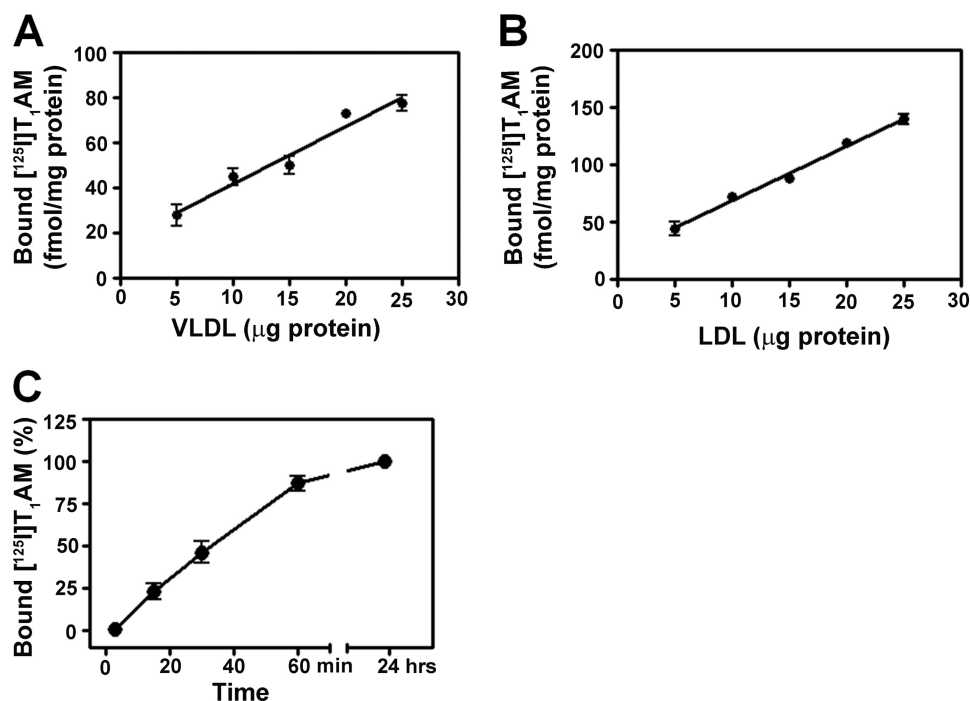 A
Bound [¹²⁵I]T₁AM
(fmol/mg protein)
100
80
60
40
20
0
0 5 10 15 20 25 30
VLDL (µg protein)
B
Bound [¹²⁵I]T₁AM
(fmol/mg protein)
200
150
100
50
0
0 5 10 15 20 25 30
LDL (µg protein)
C
Bound [¹²⁵I]T₁AM (%)
125
100
75
50
25
0
0 20 40 60 min 24 hrs
Time